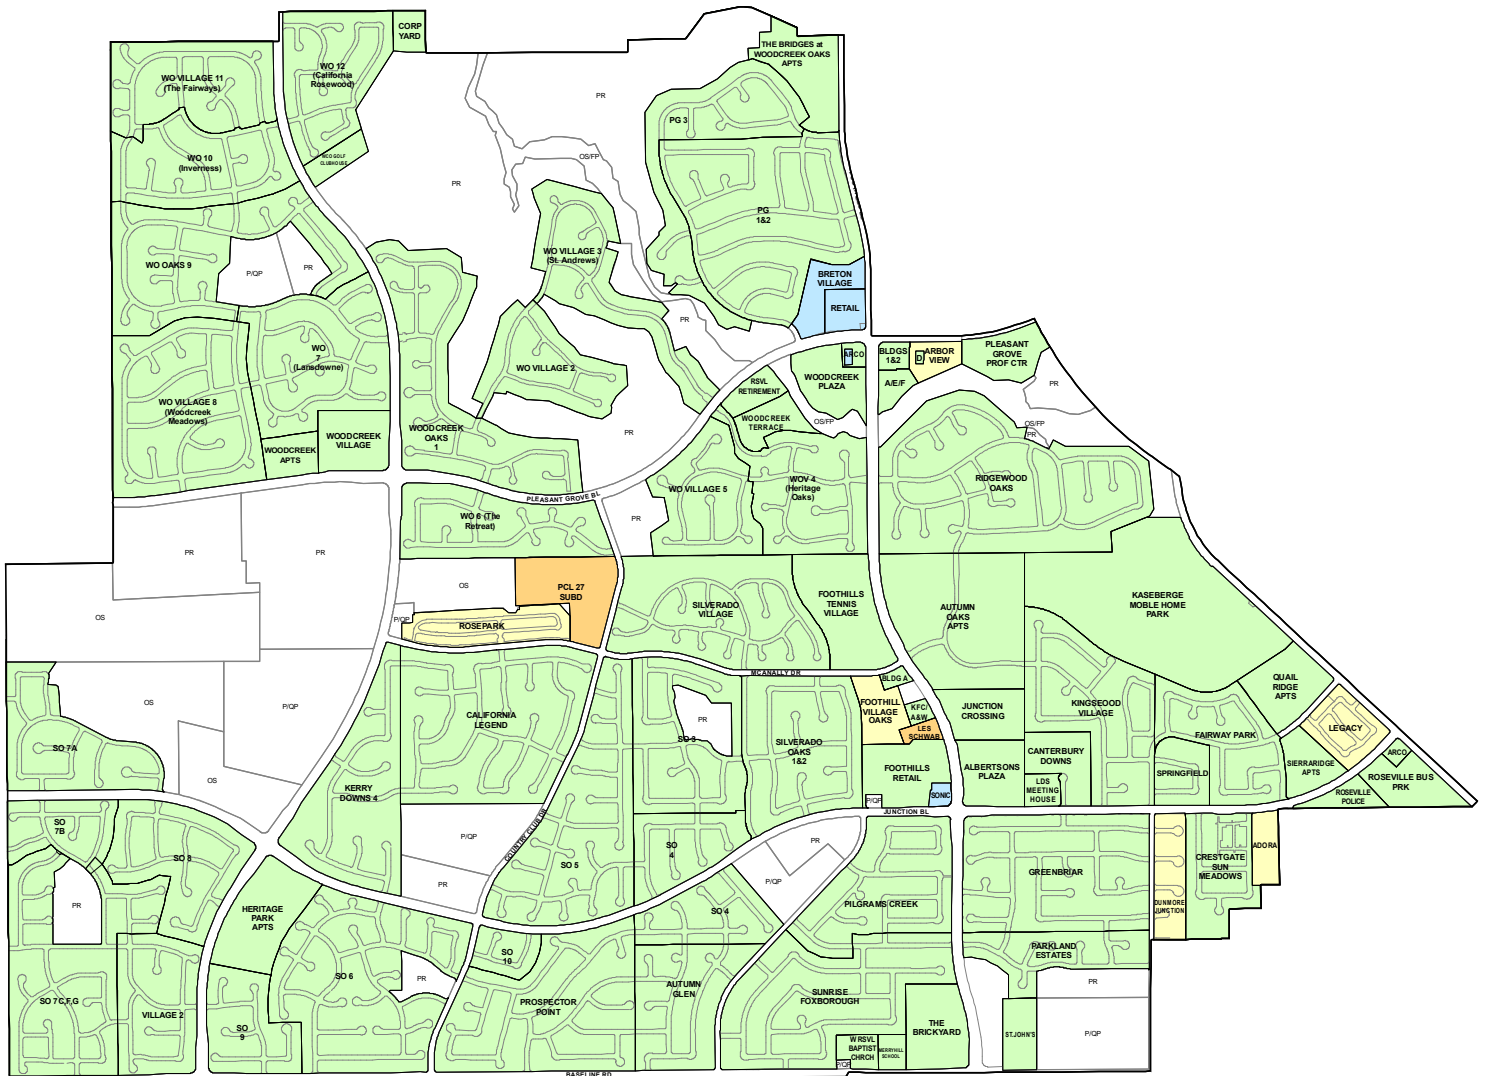 CORP
YARD
THE BRIDGES at
WOODCREEK OAKS
APTS
WO VILLAGE 11
(The Fairways)
WO 12
(California
Rosewood)
PR
PG 3
WO 10
(Inverness)
WCO GOLF
CLUBHOUSE
OS/FP
PR
PG
1&2
WO OAKS 9
P/QP
PR
WO VILLAGE 3
(St. Andrews)
BRETON
VILLAGE
RETAIL
PR
WO
7
(Lansdowne)
WO VILLAGE 2
ARCO
BLDGS
1&2
D
ARBOR
VIEW
PLEASANT
GROVE
PROF CTR
RSVL
RETIREMENT
WOODCREEK
PLAZA
A/E/F
PR
WO VILLAGE 8
(Woodcreek
Meadows)
WOODCREEK
TERRACE
OS/FP
OS/FP
PR
WOODCREEK
OAKS
1
PR
WOODCREEK
VILLAGE
WOODCREEK
APTS
WO VILLAGE 5
WOV 4
(Heritage
Oaks)
RIDGEWOOD
OAKS
PLEASANT GROVE BL
WO 6 (The
Retreat)
PR
PR
PR
OS
PCL 27
SUBD
OS
P/QP
ROSEPARK
SILVERADO
VILLAGE
FOOTHILLS
TENNIS
VILLAGE
AUTUMN
OAKS
APTS
KASEBERGE
MOBLE HOME
PARK
MCANALLY DR
BLDG A
QUAIL
RIDGE
APTS
OS
P/QP
CALIFORNIA
LEGEND
PR
SO 3
FOOTHILL
VILLAGE
OAKS
KFC/
A&W
LES
SCHWAB
JUNCTION
CROSSING
KINGSEOOD
VILLAGE
FAIRWAY PARK
LEGACY
SO 7A
OS
SILVERADO
OAKS
1&2
FOOTHILLS
RETAIL
ALBERTSONS
PLAZA
CANTERBURY
DOWNS
SPRINGFIELD
SIERRARIDGE
APTS
ARCO
ROSEVILLE BUS
PRK
KERRY
DOWNS 4
SONIC
P/QP
LDS
MEETING
HOUSE
ROSEVILLE
POLICE
JUNCTION BL
COUNTRY CLUB DR
SO
7B
P/QP
SO
4
PR
ADORA
SO 8
SO 5
P/QP
GREENBRIAR
CRESTGATE
SUN
MEADOWS
PR
PR
HERITAGE
PARK
APTS
SO 4
PILGRAMS CREEK
DUNMORE
JUNCTION
SO
10
PARKLAND
ESTATES
SO 6
PR
PR
SO 7C,F,G
VILLAGE 2
AUTUMN
GLEN
SUNRISE
FOXBOROUGH
PROSPECTOR
POINT
SO
9
THE
BRICKYARD
ST.JOHN'S
P/QP
W RSVL
BAPTIST
CHRCH
MERRYHILL
SCHOOL
P/QP
BASELINE RD